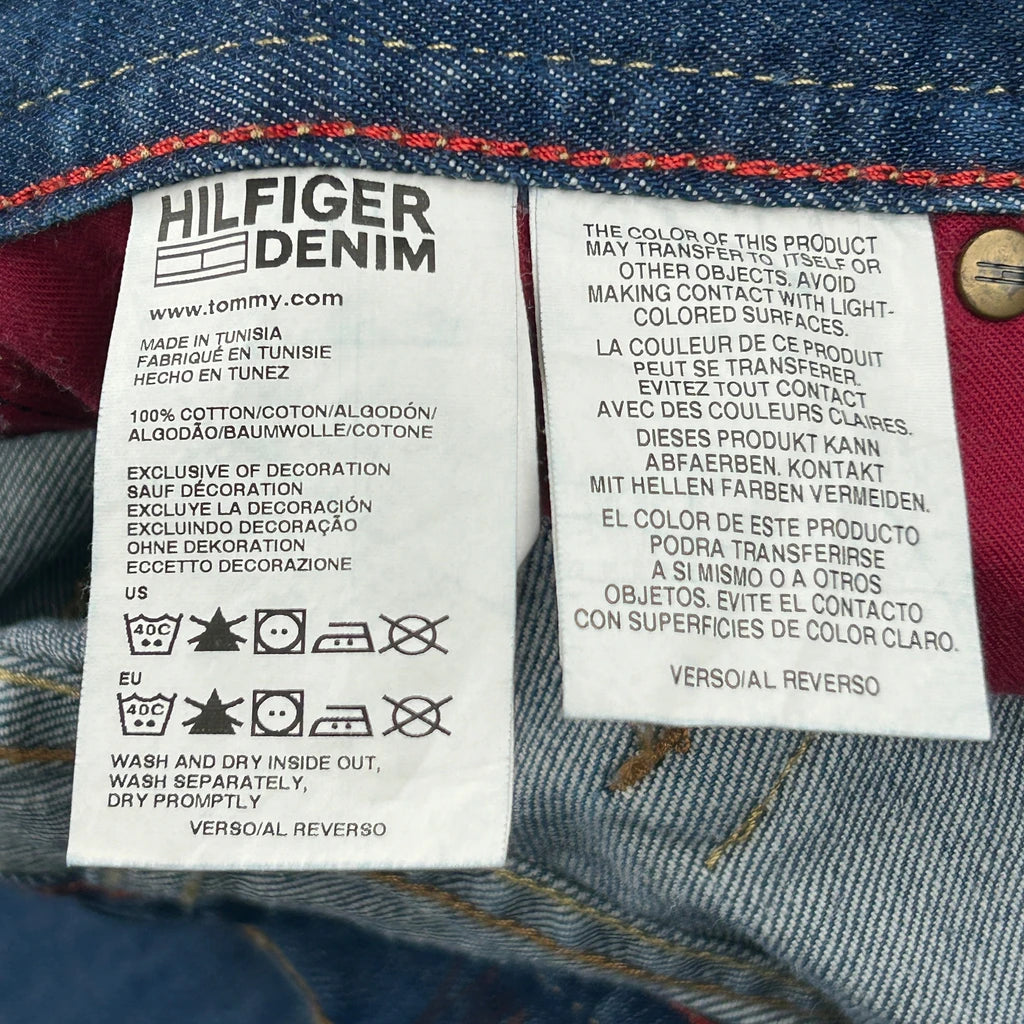 HILFIGER
DENIM
www.tommy.com
MADE IN TUNISIA
FABRIQUÉ EN TUNISIE
HECHO EN TUNEZ
100% COTTON/COTON/ALGODÓN/
ALGODÃO/BAUMWOLLE/COTONE
EXCLUSIVE OF DECORATION
SAUF DÉCORATION
EXCLUYE LA DECORACIÓN
EXCLUINDO DECORAÇÃO
OHNE DEKORATION
ECCETTO DECORAZIONE
US
40C
EU
40C
WASH AND DRY INSIDE OUT,
WASH SEPARATELY,
DRY PROMPTLY
VERSO/AL REVERSO
THE COLOR OF THIS PRODUCT
MAY TRANSFER TO ITSELF OR
OTHER OBJECTS. AVOID
MAKING CONTACT WITH LIGHT-
COLORED SURFACES.
LA COULEUR DE CE PRODUIT
PEUT SE TRANSFERER.
EVITEZ TOUT CONTACT
AVEC DES COULEURS CLAIRES.
DIESES PRODUKT KANN
ABFAERBEN. KONTAKT
MIT HELLEN FARBEN VERMEIDEN.
EL COLOR DE ESTE PRODUCTO
PODRA TRANSFERIRSE
A SI MISMO O A OTROS
OBJETOS. EVITE EL CONTACTO
CON SUPERFICIES DE COLOR CLARO.
VERSO/AL REVERSO